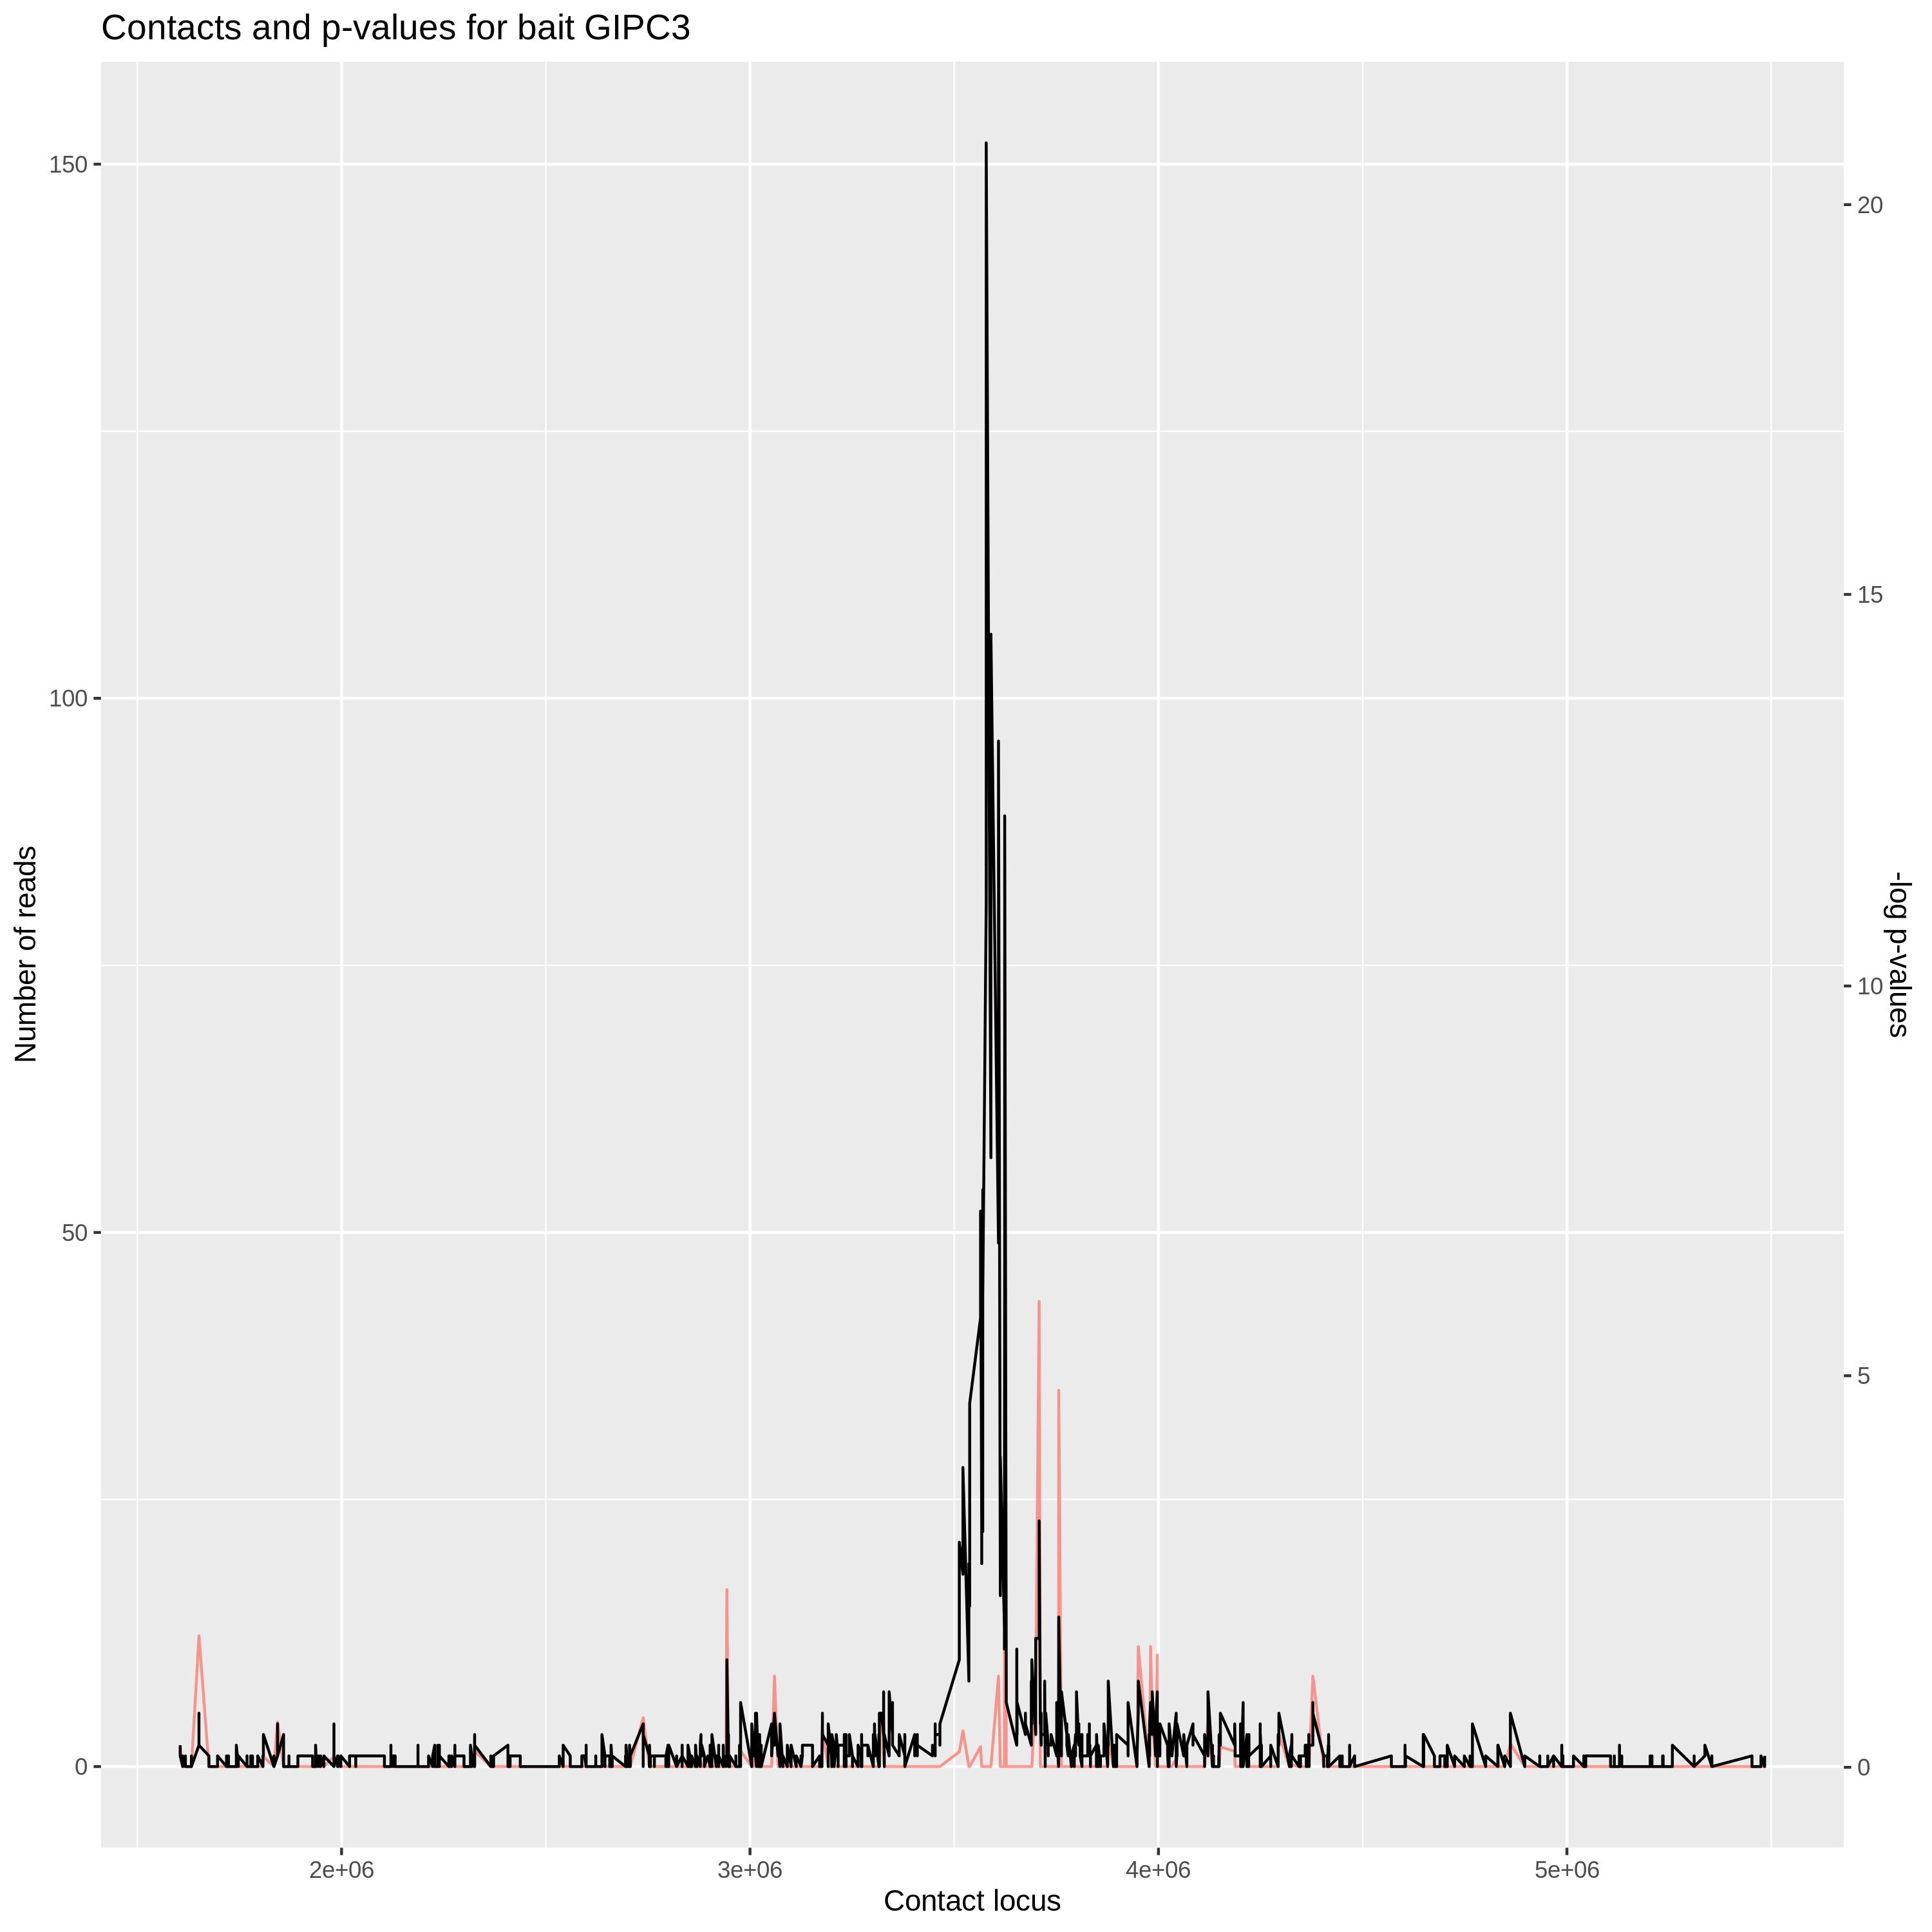 Contacts and p-values for bait GIPC3
150
100
50
0
Number of reads
20
15
10
5
0
-log p-values
2e+06
3e+06
4e+06
5e+06
Contact locus